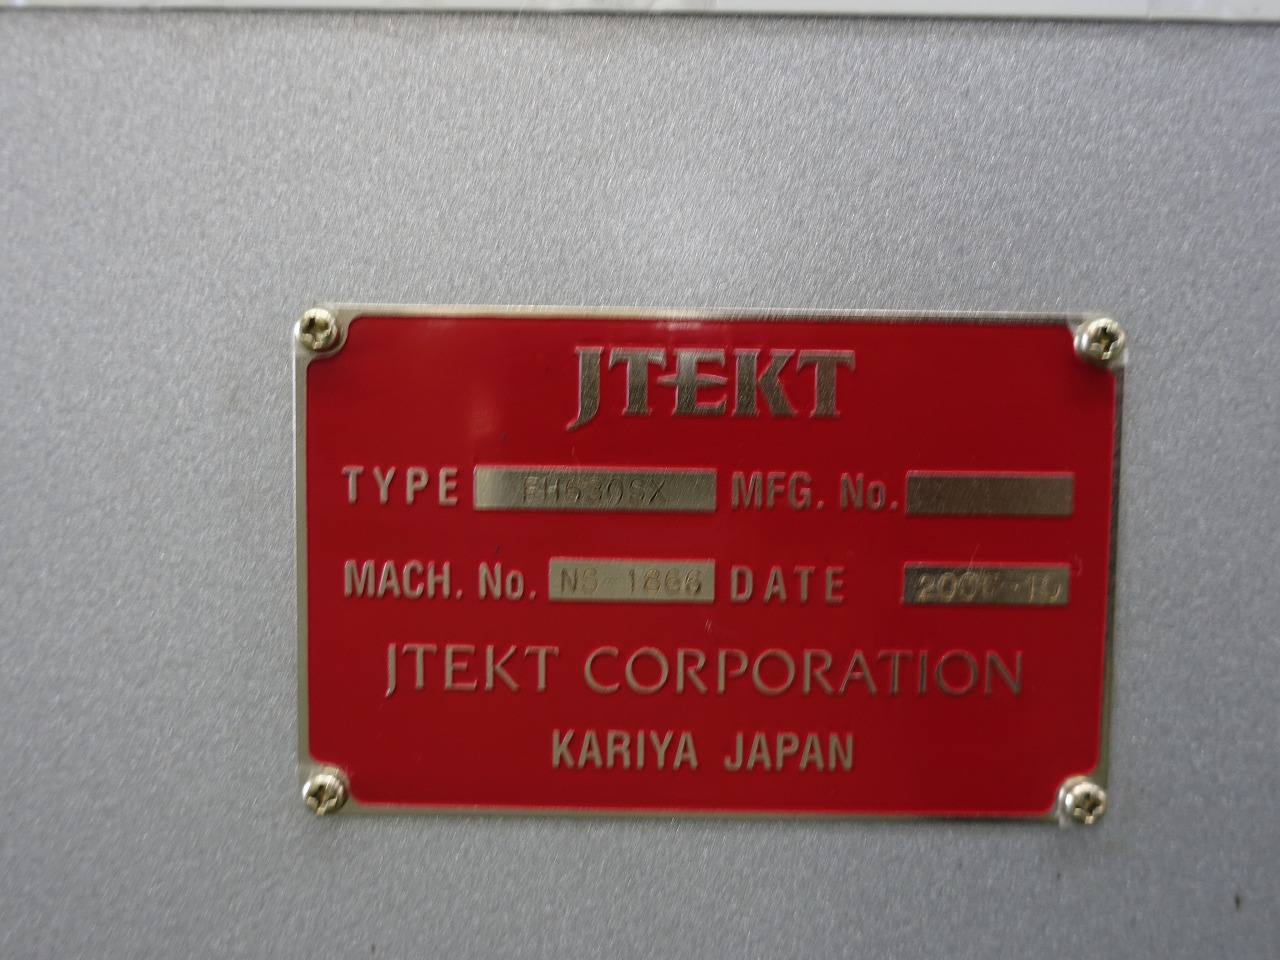 JTEKT
TYPE FH630SX MFG. No.
MACH. No. NS-1866 DATE
JTEKT CORPORATION
KARIYA JAPAN